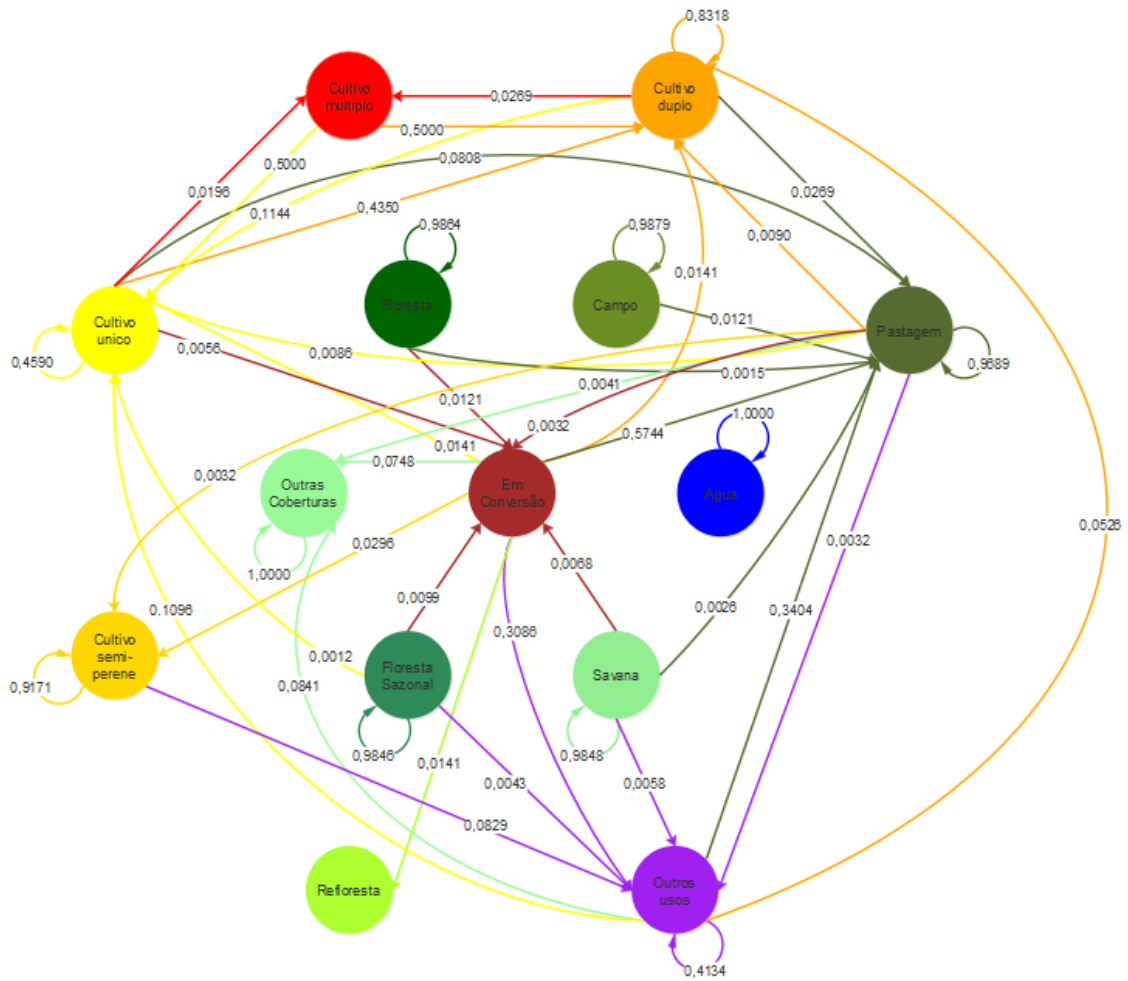 0,8318
Cultivo
multiplo
0,0269
Cultivo
duplo
0,5000
0,5000
0,0808
0,0196
0,0269
0,1144
0,4350
0,9864
0,9879
0,0090
0,0141
Floresta
Campo
0,0121
Cultivo
unico
Pastagem
0,4590
0,0056
0,0086
0,0015
0,9689
0,0041
0,0121
0,0032
0,5744
1,0000
0,0141
0,0748
0,0032
Outras
Coberturas
Em
Conversão
Agua
0,0526
0,0296
0,0032
1,0000
0,0068
0,0099
0,0026
0.1096
0,3404
Cultivo
semi-
perene
0,3086
0,0012
Floresta
Sazonal
Savana
0,9171
0,0841
0,9846
0,9848
0,0141
0,0043
0,0058
0,0829
Refloresta
Outros
usos
0,4134